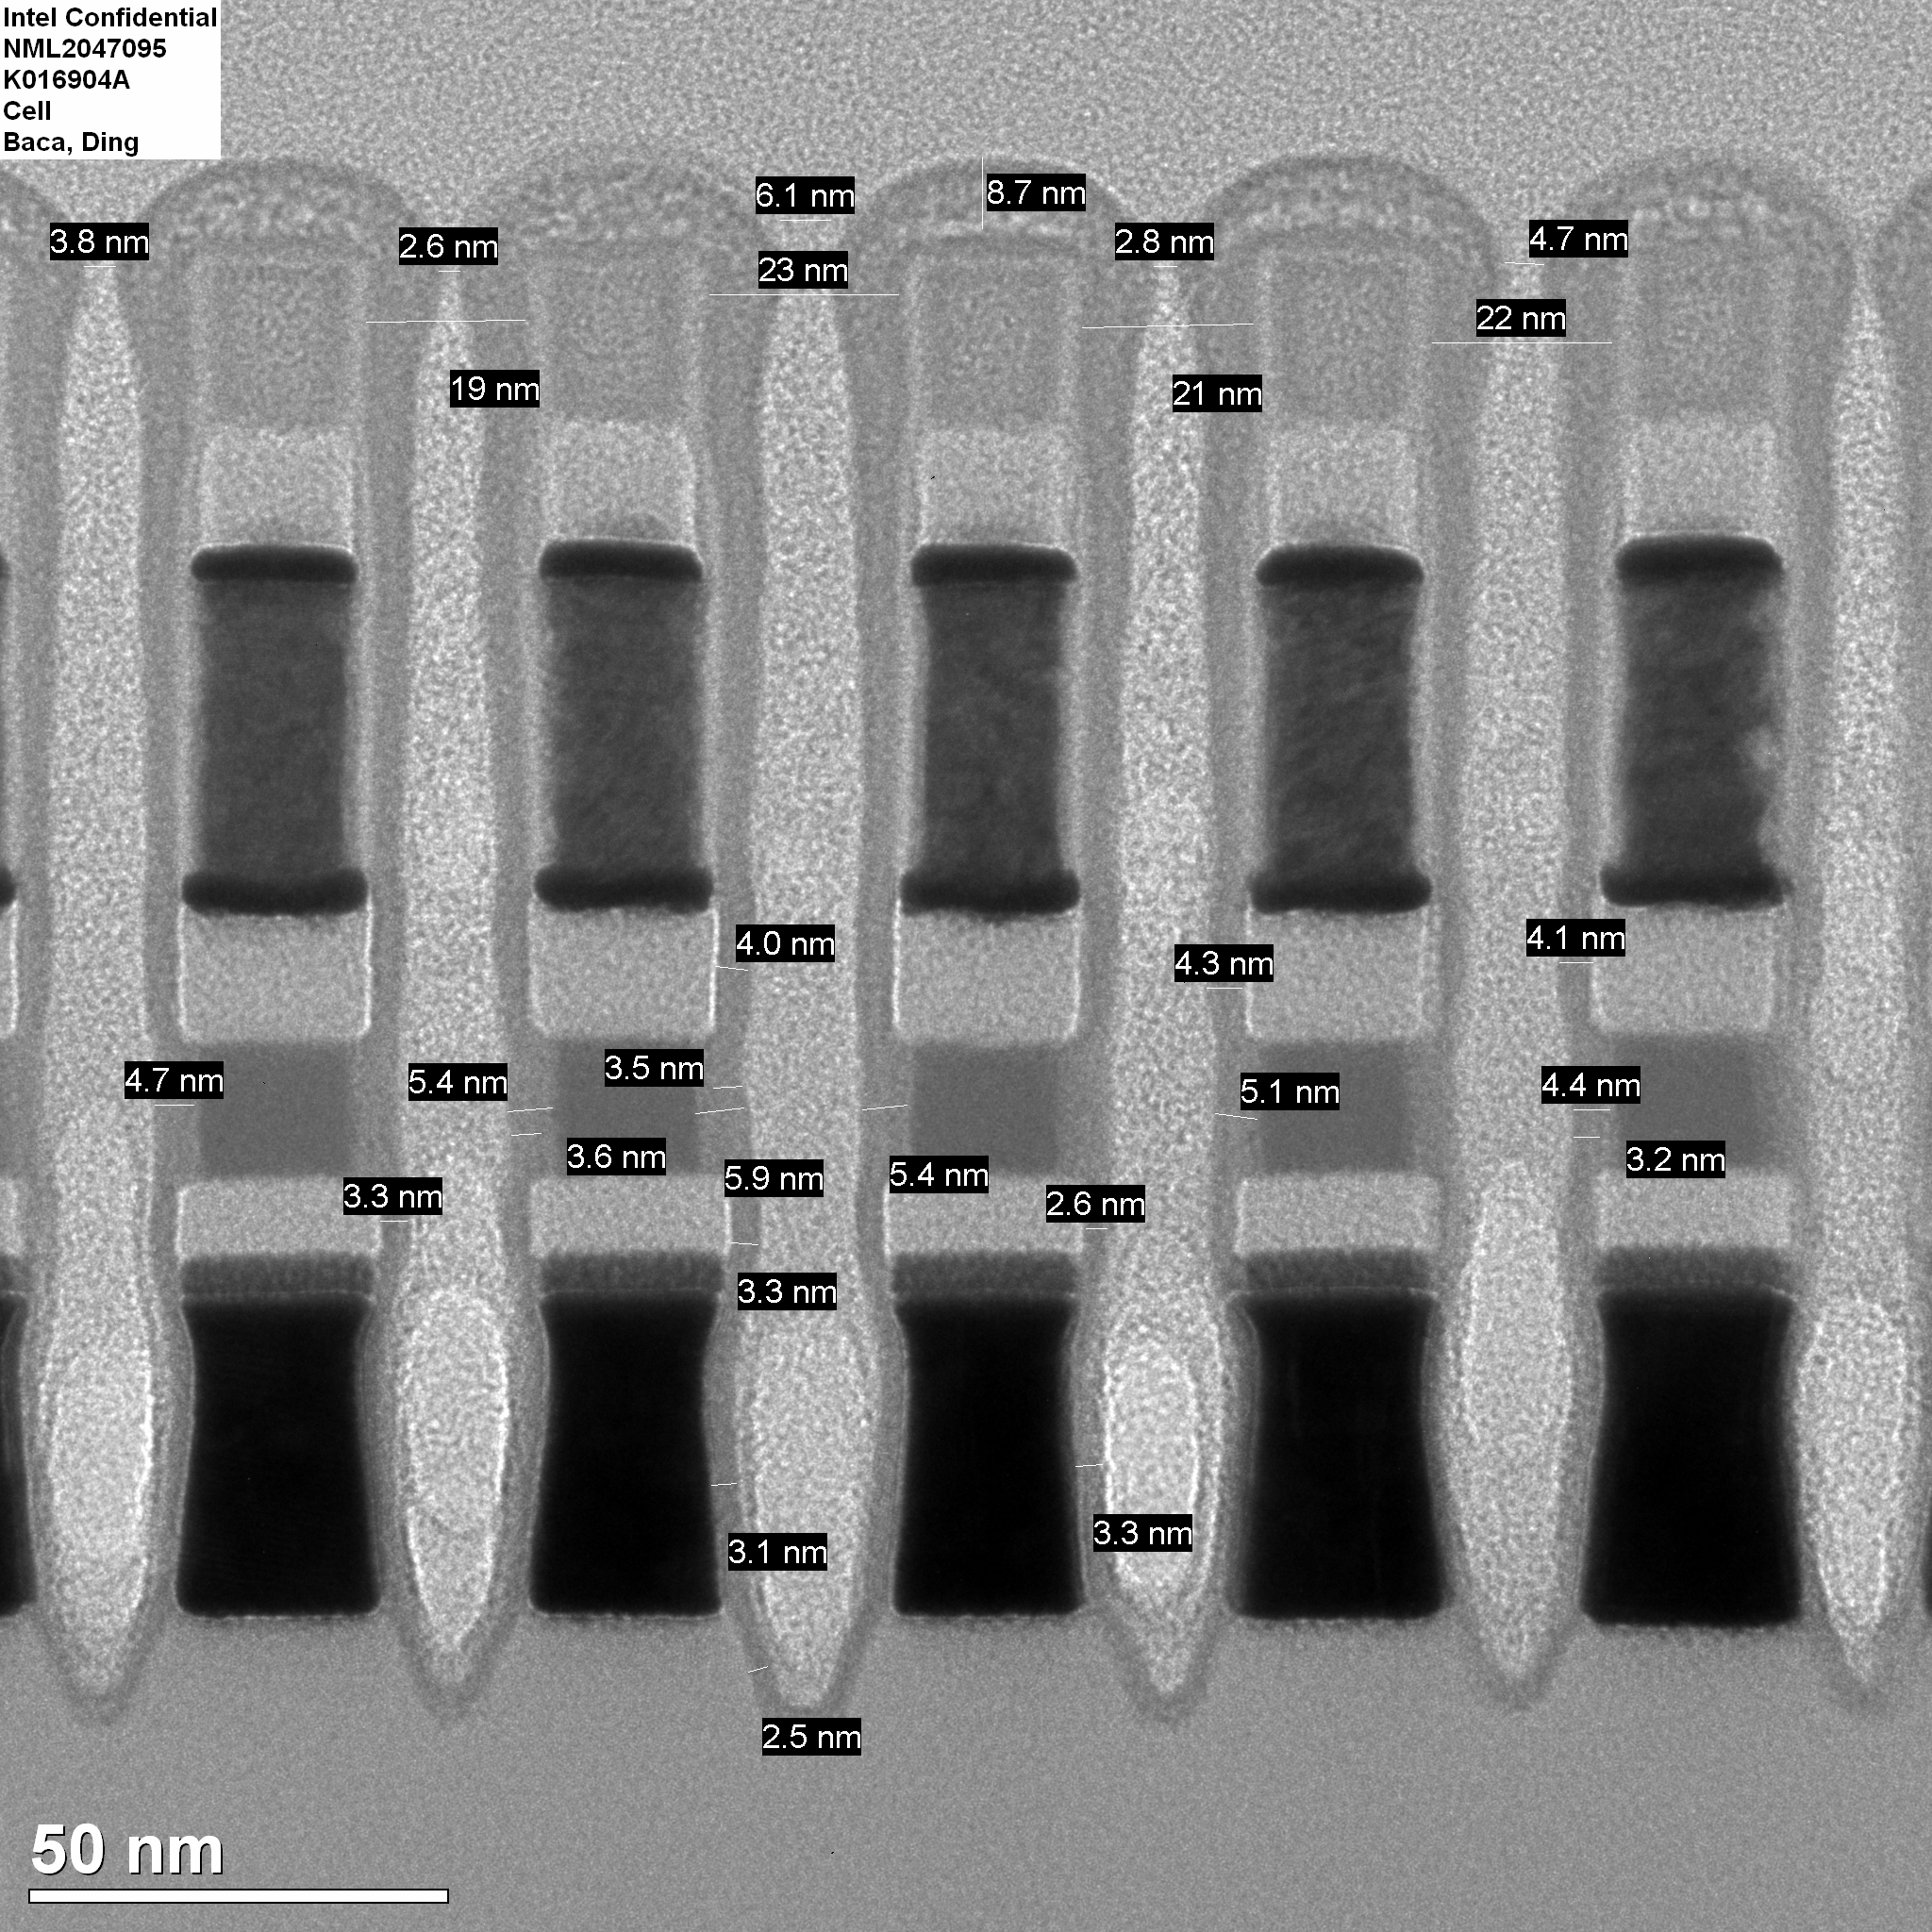 Intel Confidential
NML2047095
K016904A
Cell
Baca, Ding
6.1 nm
8.7 nm
3.8 nm
2.6 nm
2.8 nm
4.7 nm
23 nm
22 nm
19 nm
21 nm
4.0 nm
4.3 nm
4.1 nm
4.7 nm
5.4 nm
3.5 nm
5.1 nm
4.4 nm
3.6 nm
5.9 nm
5.4 nm
3.2 nm
3.3 nm
2.6 nm
3.3 nm
3.1 nm
3.3 nm
2.5 nm
50 nm